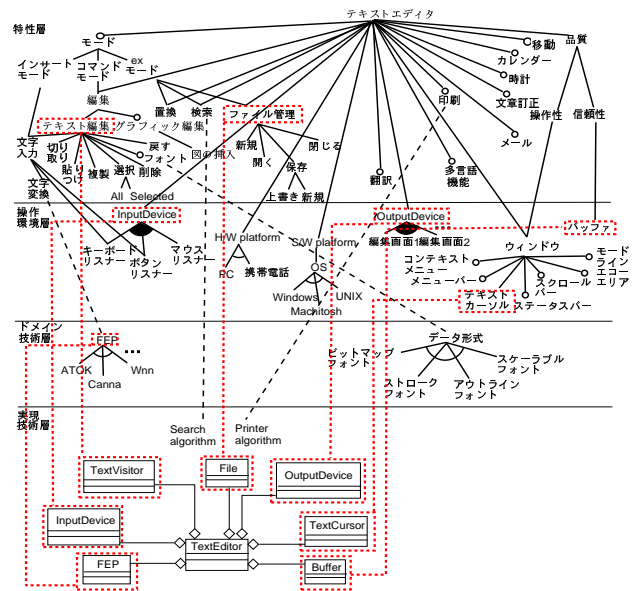 テキストエディタ
特性層
モード
移動
品質
カレンダー
インサート
モード
コマンド
モード
ex
モード
時計
編集
置換
検索
ファイル管理
印刷
文章訂正
操作性
信頼性
テキスト編集
グラフィック編集
メール
文字
入力
切り
取り
貼り
つけ
複製
選択
削除
フォント
戻す
図の挿入
新規
開く
保存
閉じる
上書き
新規
翻訳
多言語
機能
文字
変換
All
Selected
操作
環境層
InputDevice
OutputDevice
バッファ
キーボード
リスナー
ボタン
リスナー
マウス
リスナー
H/W platform
PC
携帯電話
S/W platform
OS
Windows
Machitosh
UNIX
編集画面1
編集画面2
ウィンドウ
コンテキスト
メニュー
メニューバー
テキスト
カーソル
ステータスバー
スクロール
バー
モード
ライン
エコー
エリア
ドメイン
技術層
FEP
ATOK
Canna
Wnn
データ形式
ビットマップ
フォント
ストローク
フォント
アウトライン
フォント
スケーラブル
フォント
実現
技術層
Search
algorithm
Printer
algorithm
TextVisitor
File
OutputDevice
InputDevice
TextEditor
TextCursor
FEP
Buffer